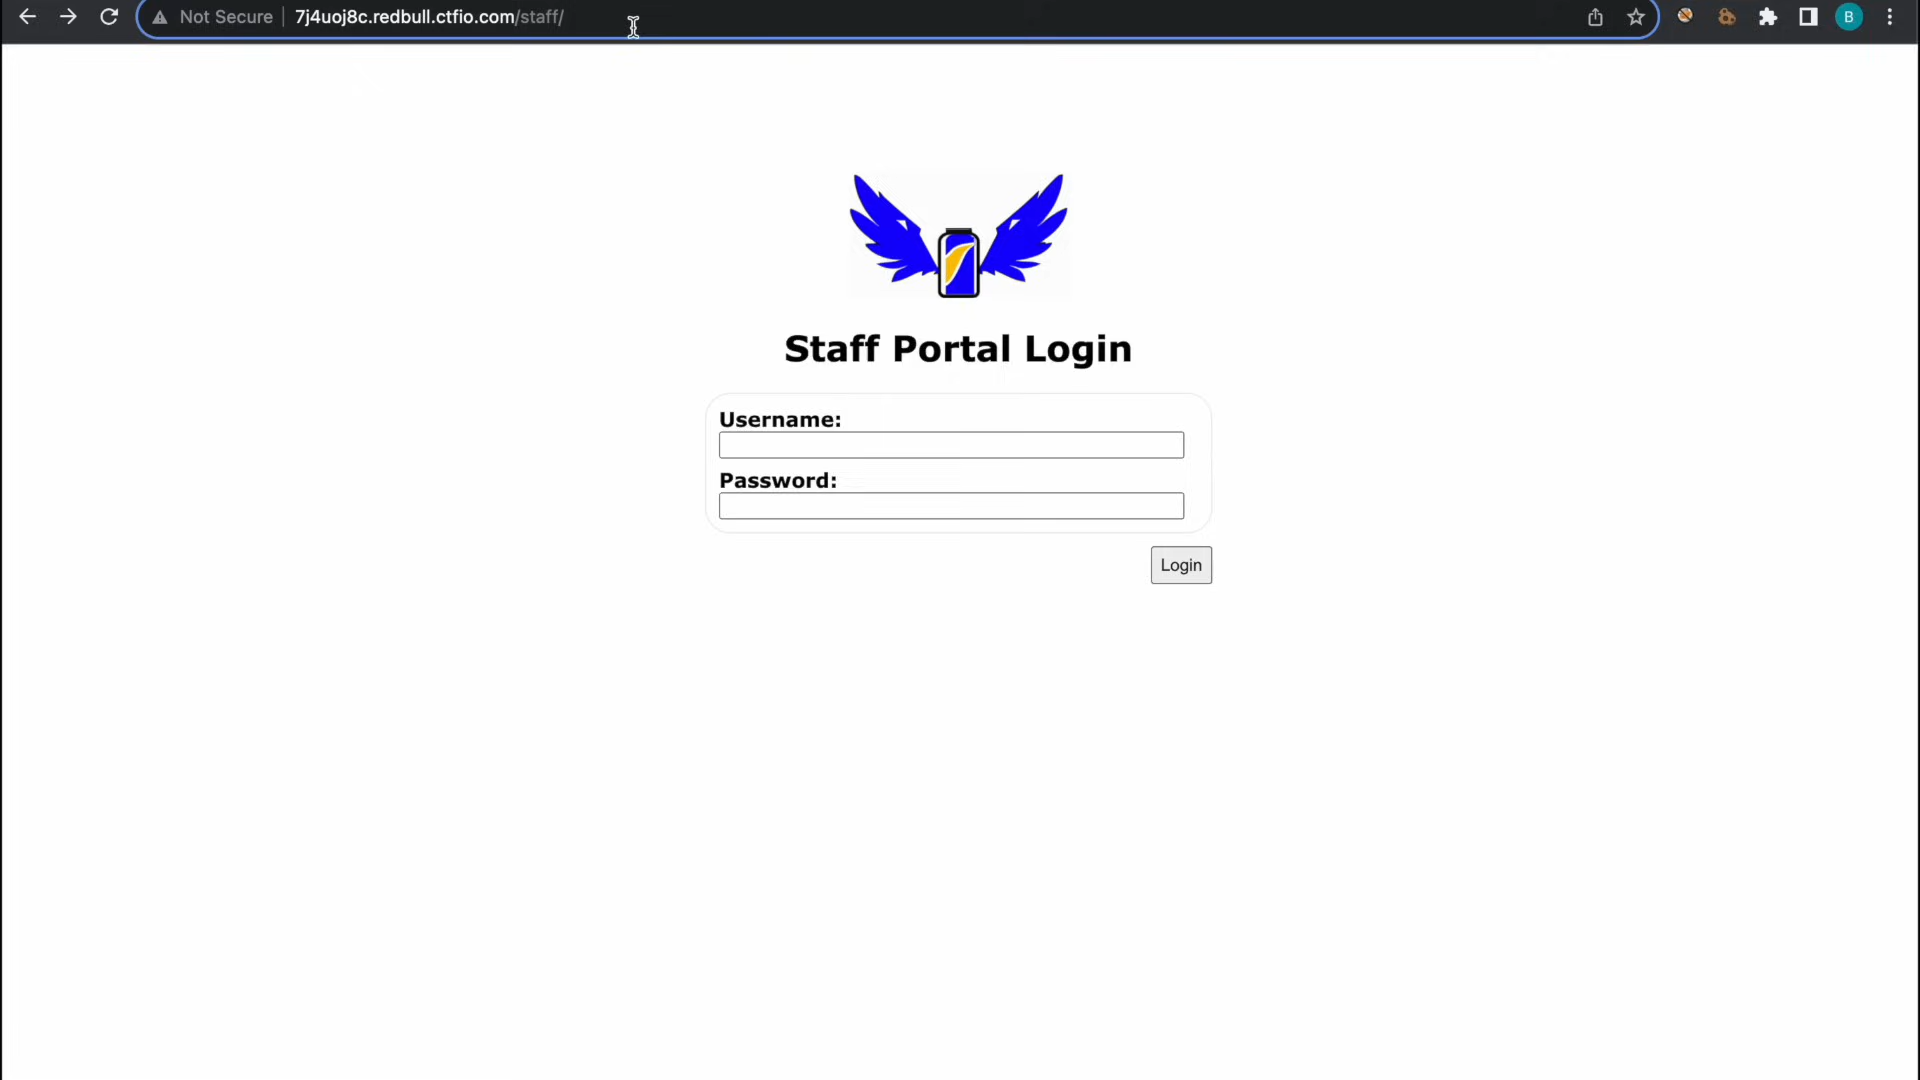 Not Secure 7j4uoj8c.redbull.ctfio.com/staff/
B
Staff Portal Login
Username:
Password:
Login